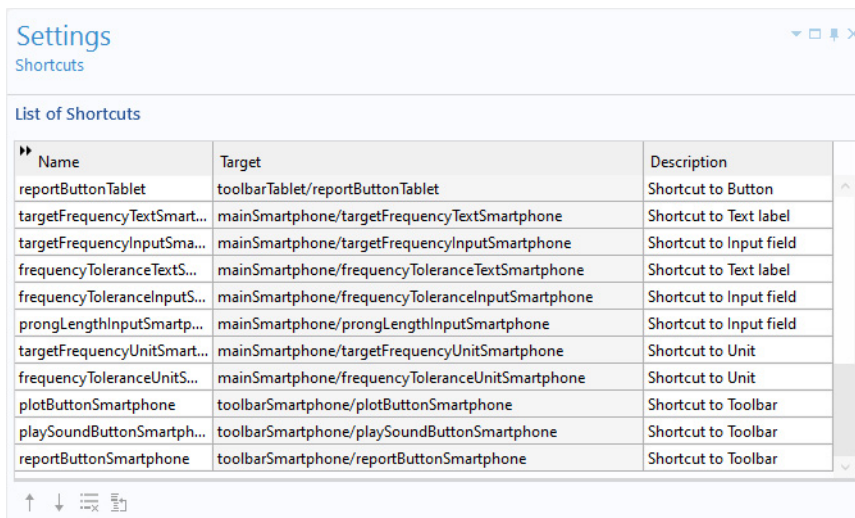 Settings
Shortcuts
List of Shortcuts
Name Target Description
reportButtonTablet toolbarTablet/reportButtonTablet Shortcut to Button
targetFrequencyTextSmart... mainSmartphone/targetFrequencyTextSmartphone Shortcut to Text label
targetFrequencyInputSma... mainSmartphone/targetFrequencyInputSmartphone Shortcut to Input field
frequencyToleranceTextS... mainSmartphone/frequencyToleranceTextSmartphone Shortcut to Text label
frequencyToleranceInputS... mainSmartphone/frequencyToleranceInputSmartphone Shortcut to Input field
prongLengthInputSmartp... mainSmartphone/prongLengthInputSmartphone Shortcut to Input field
targetFrequencyUnitSmart... mainSmartphone/targetFrequencyUnitSmartphone Shortcut to Unit
frequencyToleranceUnitS... mainSmartphone/frequencyToleranceUnitSmartphone Shortcut to Unit
plotButtonSmartphone toolbarSmartphone/plotButtonSmartphone Shortcut to Toolbar
playSoundButtonSmartph... toolbarSmartphone/playSoundButtonSmartphone Shortcut to Toolbar
reportButtonSmartphone toolbarSmartphone/reportButtonSmartphone Shortcut to Toolbar